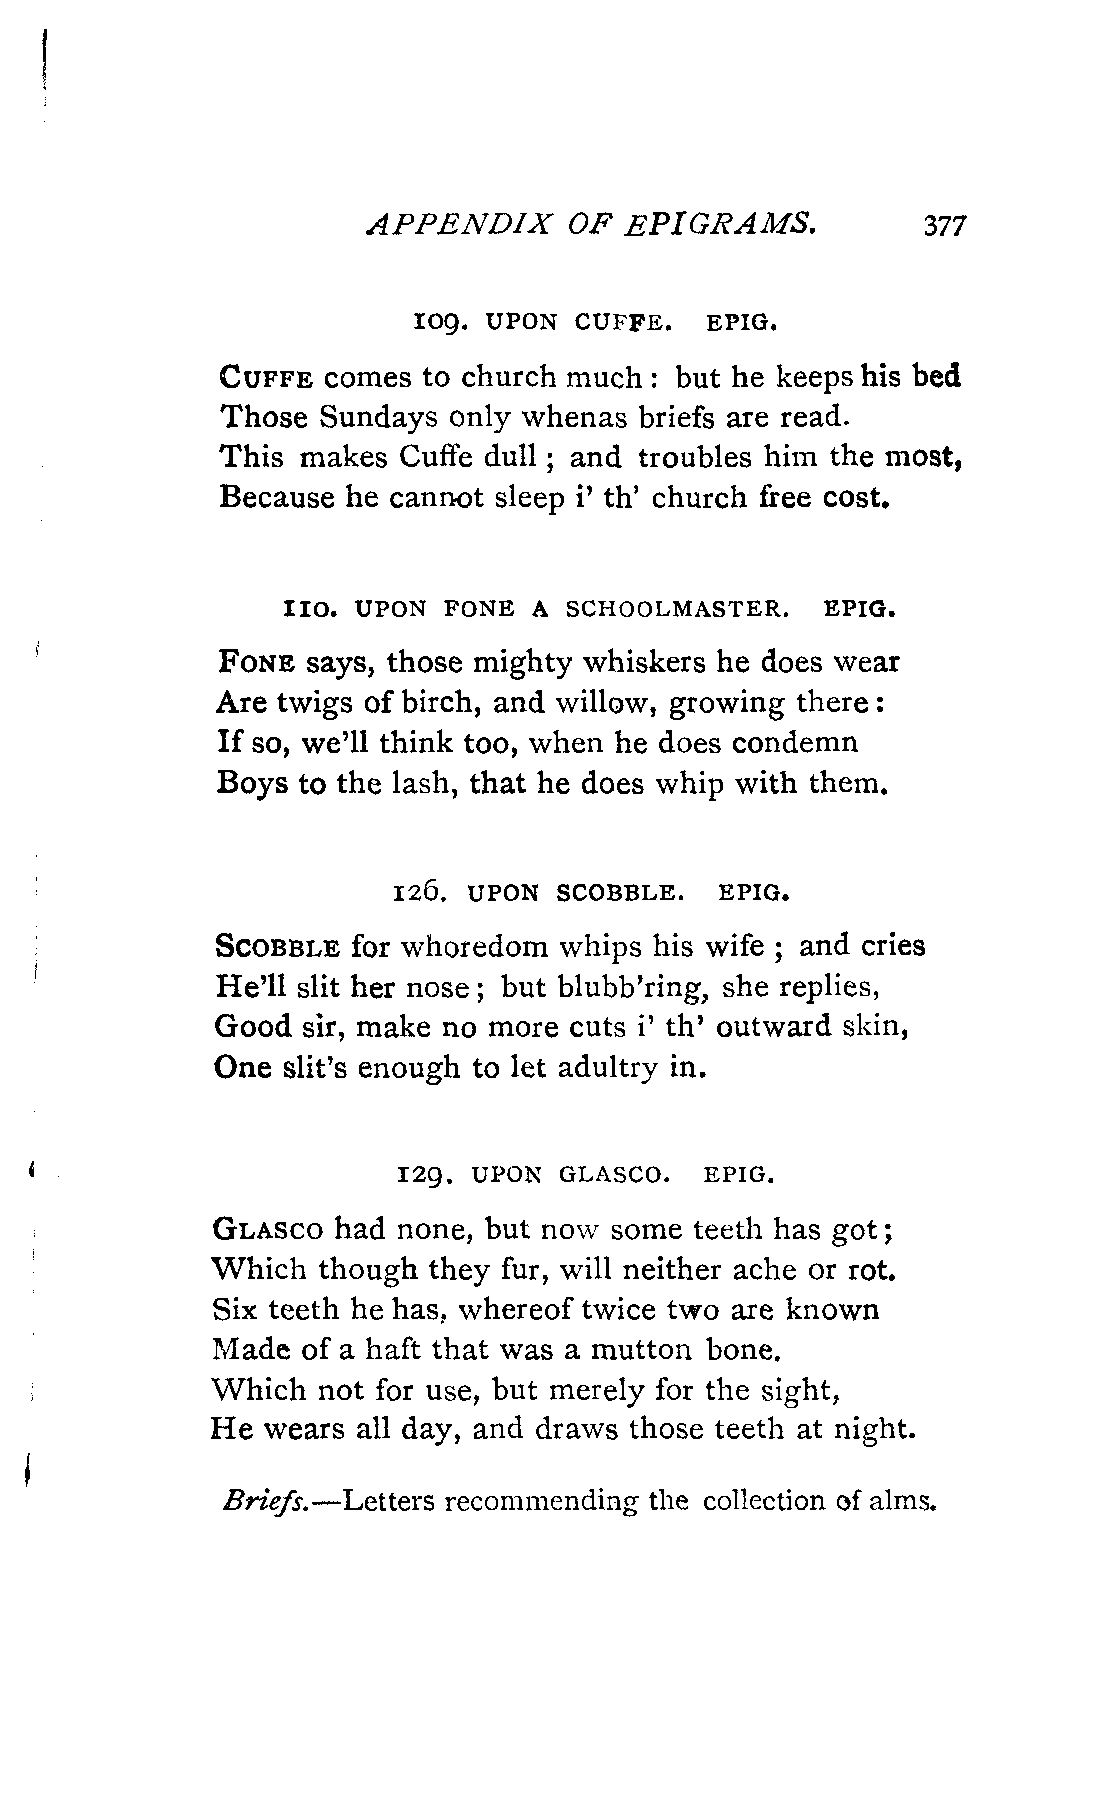 APPENDIX OF EPIGRAMS. 377
109. UPON CUFFE. EPIG.
CUFFE comes to church much : but he keeps his bed
Those Sundays only whenas briefs are read.
This makes Cuffe dull ; and troubles him the most,
Because he cannot sleep i' th' church free cost.
110. UPON FONE A SCHOOLMASTER. EPIG.
FONE says, those mighty whiskers he does wear
Are twigs of birch, and willow, growing there :
If so, we'll think too, when he does condemn
Boys to the lash, that he does whip with them.
126. UPON SCOBBLE. EPIG.
SCOBBLE for whoredom whips his wife ; and cries
He'll slit her nose ; but blubb'ring, she replies,
Good sir, make no more cuts i' th' outward skin,
One slit's enough to let adultry in.
129. UPON GLASCO. EPIG.
GLASCO had none, but now some teeth has got ;
Which though they fur, will neither ache or rot.
Six teeth he has, whereof twice two are known
Made of a haft that was a mutton bone.
Which not for use, but merely for the sight,
He wears all day, and draws those teeth at night.
Briefs.—Letters recommending the collection of alms.